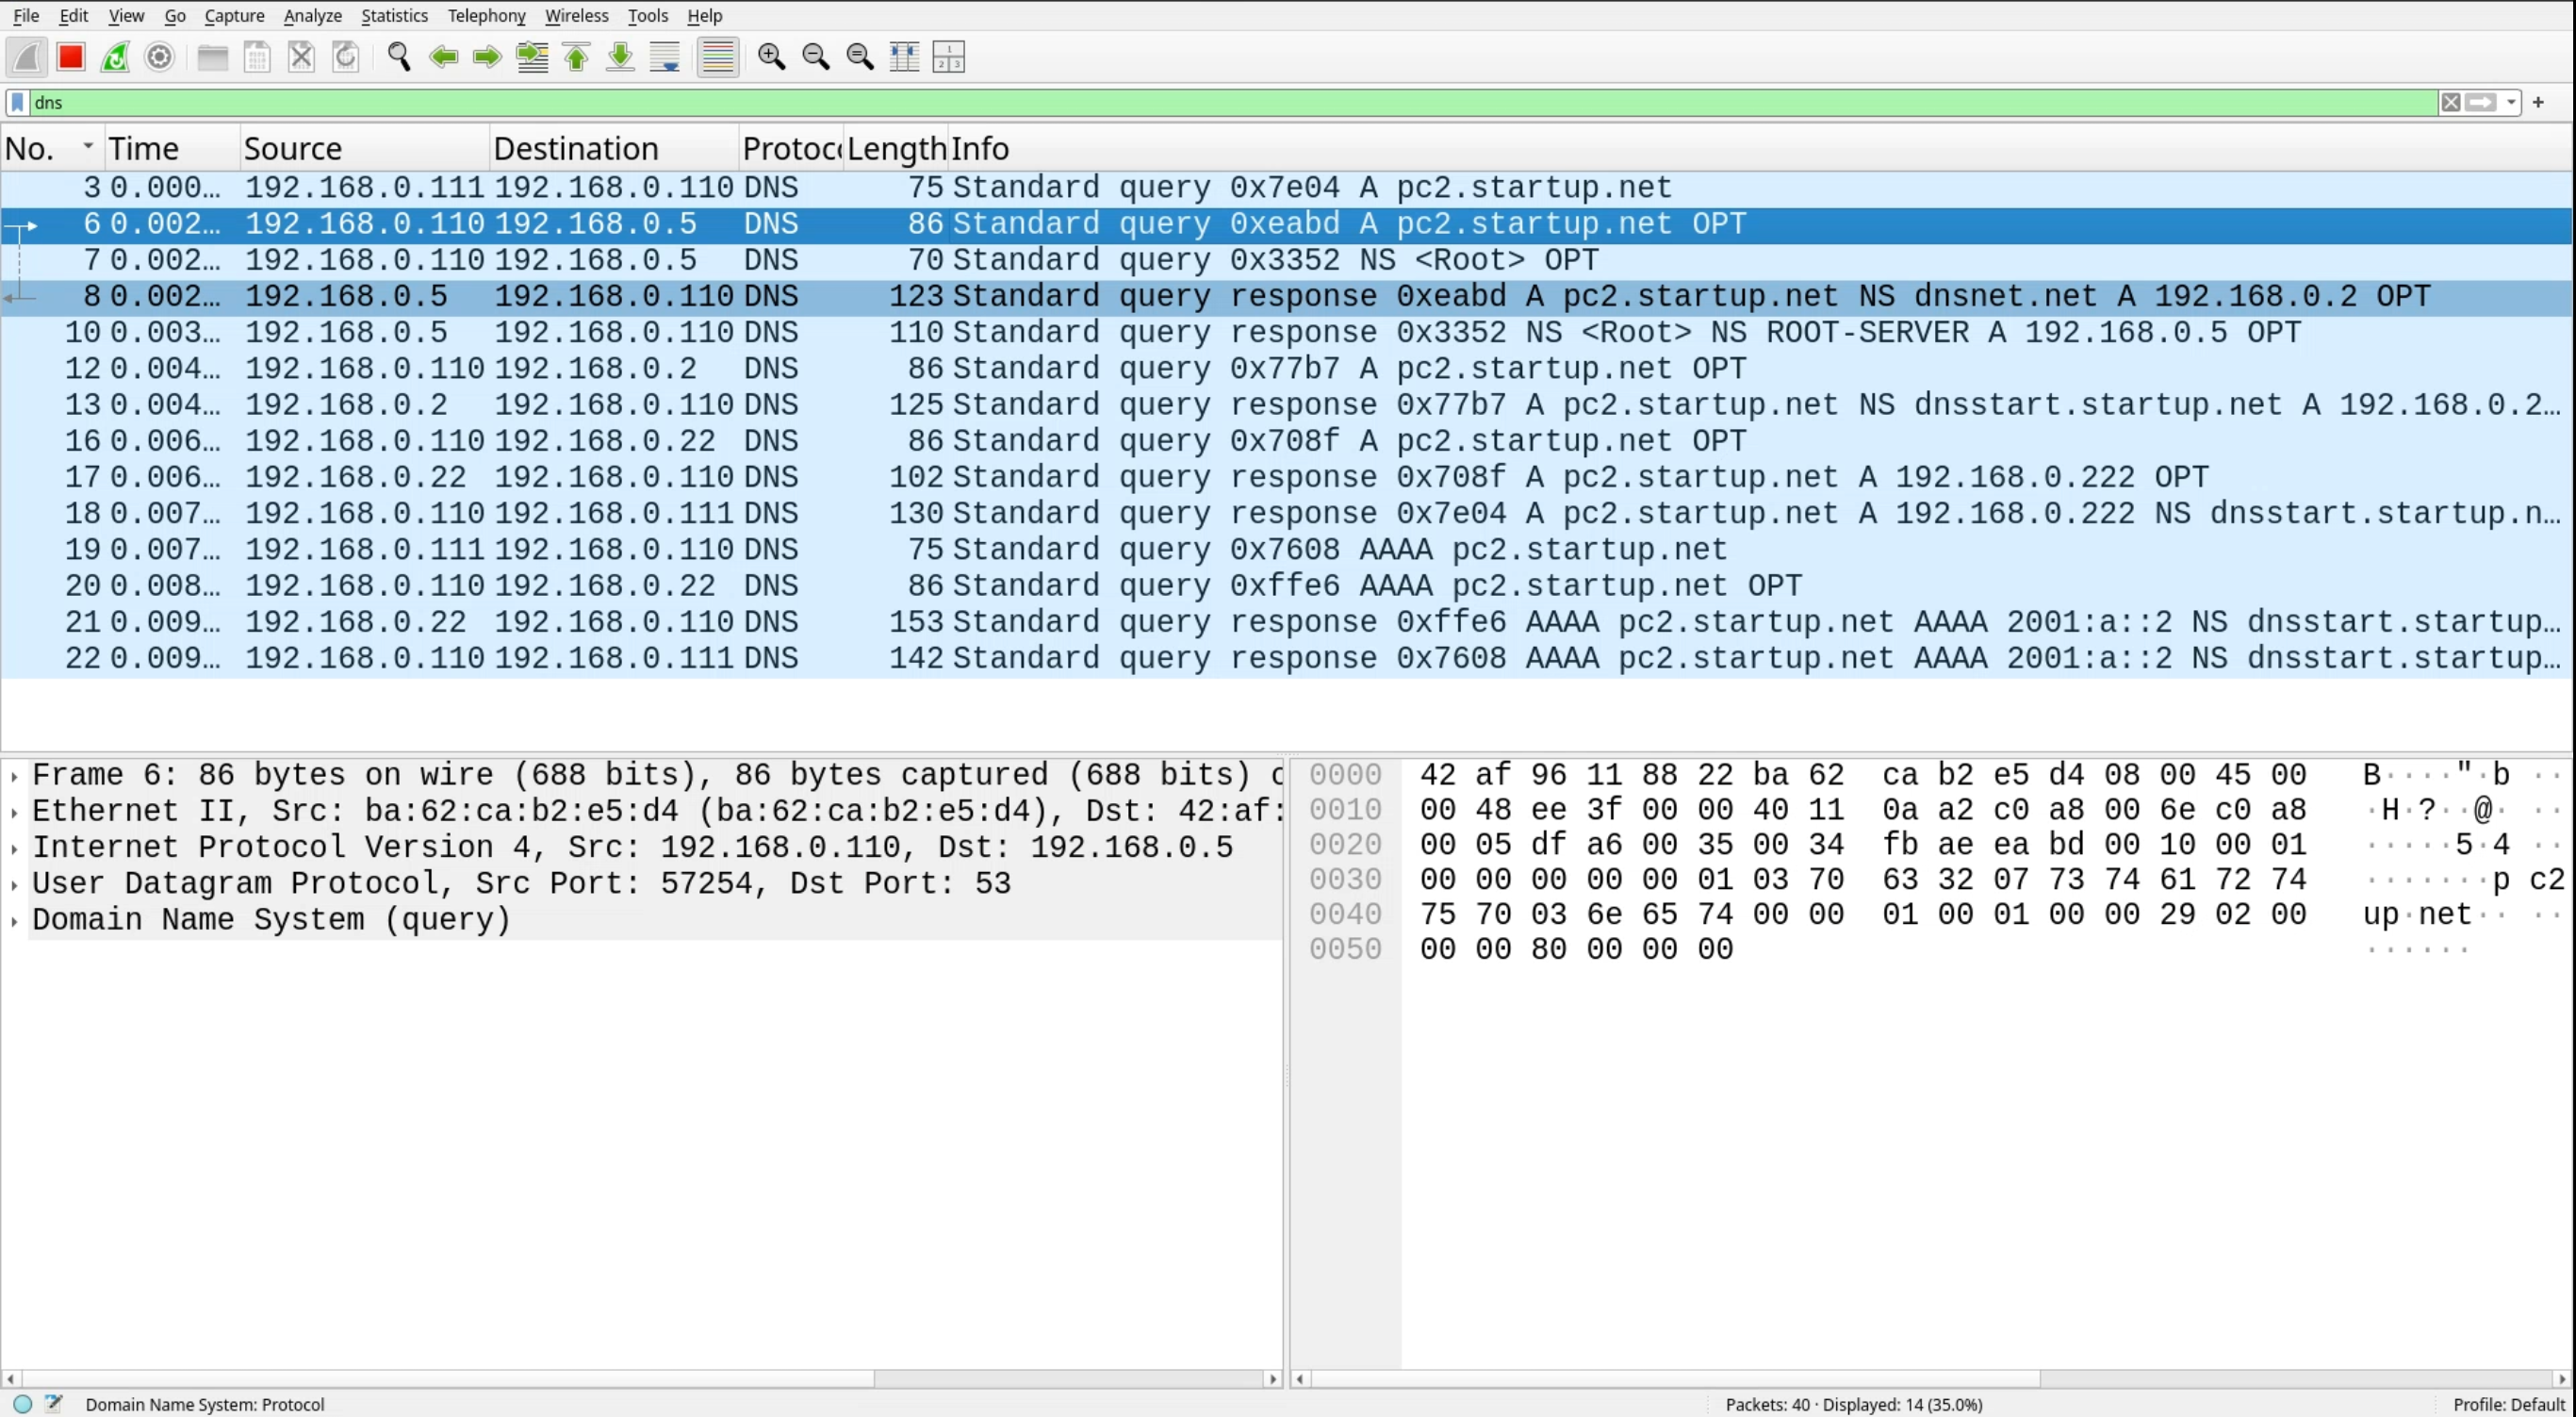 File Edit View Go Capture Analyze Statistics Telephony Wireless Tools Help
dns
No. Time Source Destination Protoco Length Info
3 0.000… 192.168.0.111 192.168.0.110 DNS 75 Standard query 0x7e04 A pc2.startup.net
6 0.002… 192.168.0.110 192.168.0.5 DNS 86 Standard query 0xeabd A pc2.startup.net OPT
7 0.002… 192.168.0.110 192.168.0.5 DNS 70 Standard query 0x3352 NS <Root> OPT
8 0.002… 192.168.0.5 192.168.0.110 DNS 123 Standard query response 0xeabd A pc2.startup.net NS dnsnet.net A 192.168.0.2 OPT
10 0.003… 192.168.0.5 192.168.0.110 DNS 110 Standard query response 0x3352 NS <Root> NS ROOT-SERVER A 192.168.0.5 OPT
12 0.004… 192.168.0.110 192.168.0.2 DNS 86 Standard query 0x77b7 A pc2.startup.net OPT
13 0.004… 192.168.0.2 192.168.0.110 DNS 125 Standard query response 0x77b7 A pc2.startup.net NS dnsstart.startup.net A 192.168.0.2…
16 0.006… 192.168.0.110 192.168.0.22 DNS 86 Standard query 0x708f A pc2.startup.net OPT
17 0.006… 192.168.0.22 192.168.0.110 DNS 102 Standard query response 0x708f A pc2.startup.net A 192.168.0.222 OPT
18 0.007… 192.168.0.110 192.168.0.111 DNS 130 Standard query response 0x7e04 A pc2.startup.net A 192.168.0.222 NS dnsstart.startup.n…
19 0.007… 192.168.0.111 192.168.0.110 DNS 75 Standard query 0x7608 AAAA pc2.startup.net
20 0.008… 192.168.0.110 192.168.0.22 DNS 86 Standard query 0xffe6 AAAA pc2.startup.net OPT
21 0.009… 192.168.0.22 192.168.0.110 DNS 153 Standard query response 0xffe6 AAAA pc2.startup.net AAAA 2001:a::2 NS dnsstart.startup…
22 0.009… 192.168.0.110 192.168.0.111 DNS 142 Standard query response 0x7608 AAAA pc2.startup.net AAAA 2001:a::2 NS dnsstart.startup…
Frame 6: 86 bytes on wire (688 bits), 86 bytes captured (688 bits) o
Ethernet II, Src: ba:62:ca:b2:e5:d4 (ba:62:ca:b2:e5:d4), Dst: 42:af:
Internet Protocol Version 4, Src: 192.168.0.110, Dst: 192.168.0.5
User Datagram Protocol, Src Port: 57254, Dst Port: 53
Domain Name System (query)
0000 42 af 96 11 88 22 ba 62 ca b2 e5 d4 08 00 45 00 B····"·b ··
0010 00 48 ee 3f 00 00 40 11 0a a2 c0 a8 00 6e c0 a8 ·H·?··@· ··
0020 00 05 df a6 00 35 00 34 fb ae ea bd 00 10 00 01 ·····5·4 ··
0030 00 00 00 00 00 01 03 70 63 32 07 73 74 61 72 74 ·······p c2
0040 75 70 03 6e 65 74 00 00 01 00 01 00 00 29 02 00 up·net·· ··
0050 00 00 80 00 00 00 ······
Domain Name System: Protocol
Packets: 40 · Displayed: 14 (35.0%)
Profile: Default